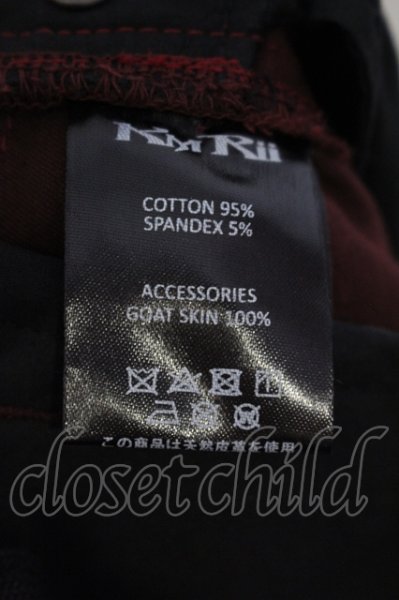 KMRii
COTTON 95%
SPANDEX 5%
ACCESSORIES
GOAT SKIN 100%
この商品は天然皮革を使用
closetchild